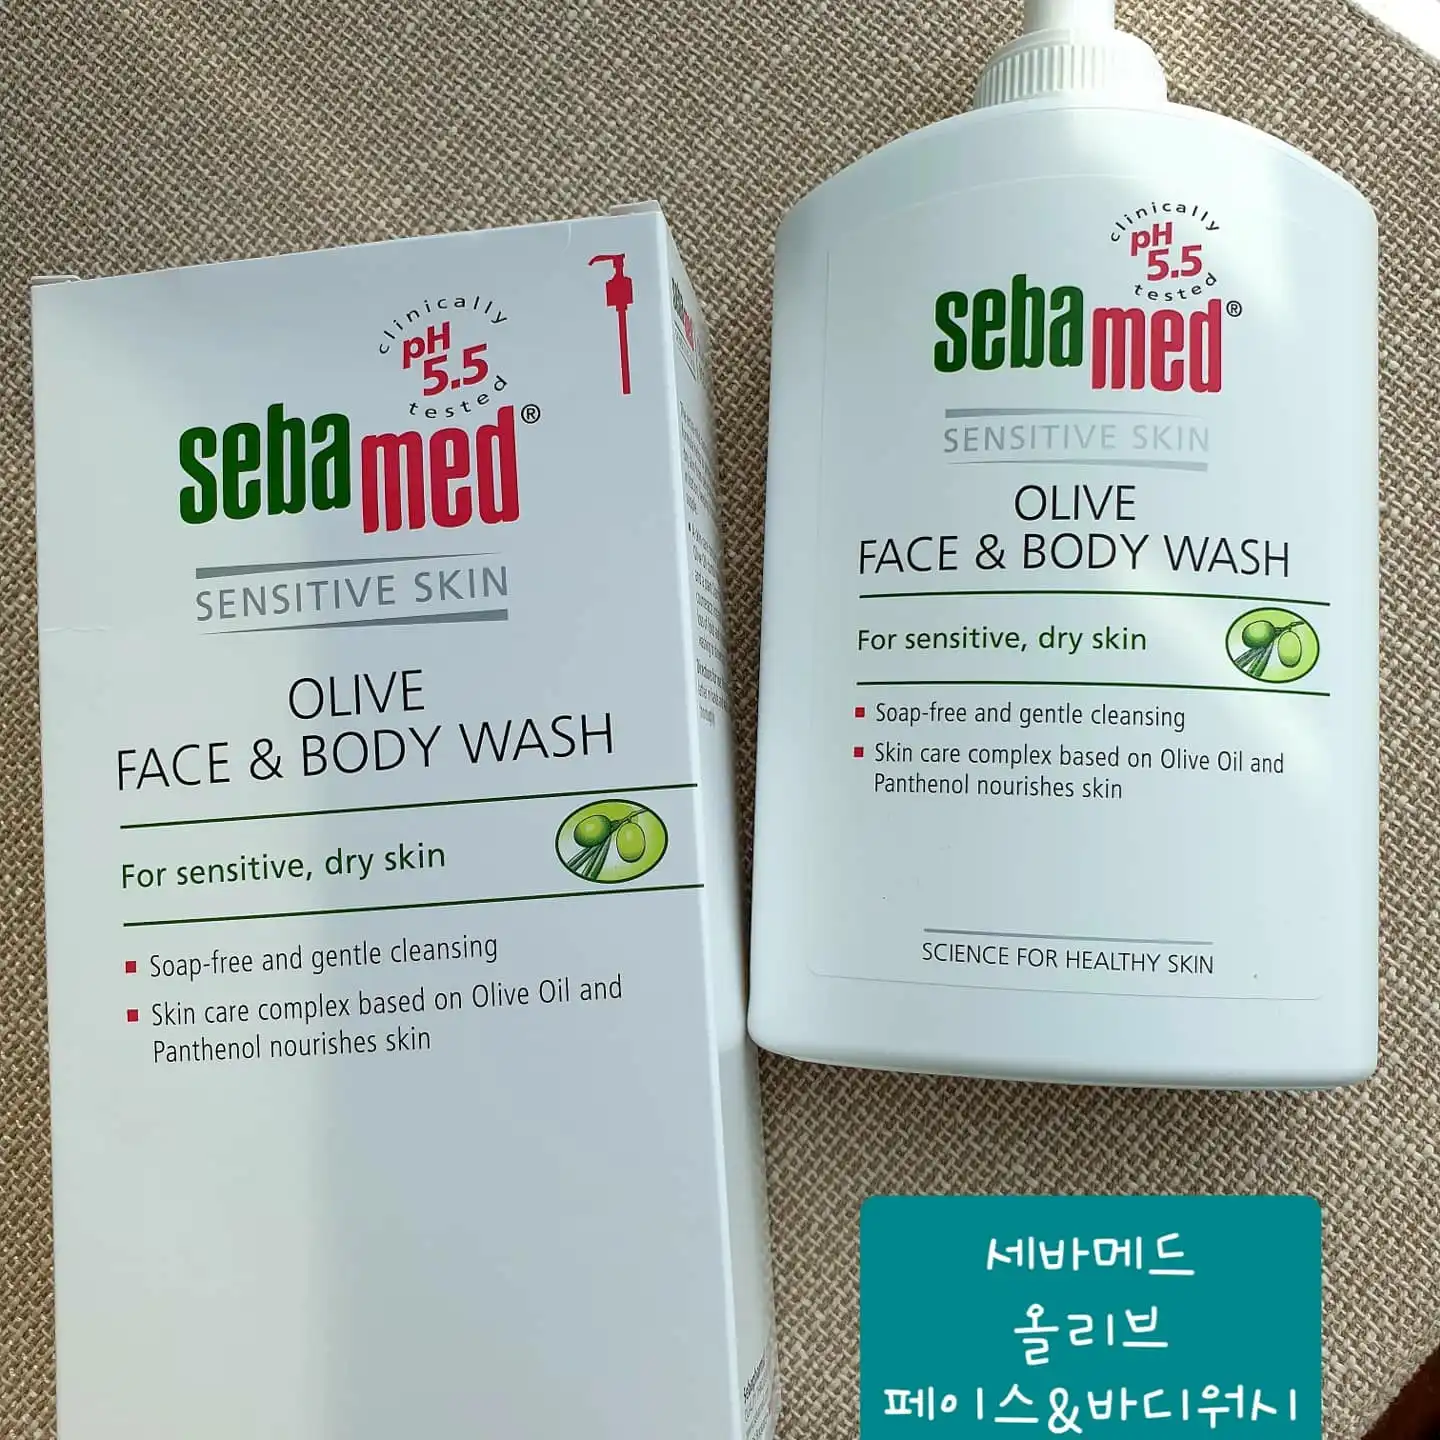 clinically
pH
5.5
tested
sebamed®
SENSITIVE SKIN
OLIVE
FACE & BODY WASH
For sensitive, dry skin
Soap-free and gentle cleansing
Skin care complex based on Olive Oil and
Panthenol nourishes skin
clinically
pH
5.5
tested
sebamed®
SENSITIVE SKIN
OLIVE
FACE & BODY WASH
For sensitive, dry skin
Soap-free and gentle cleansing
Skin care complex based on Olive Oil and
Panthenol nourishes skin
SCIENCE FOR HEALTHY SKIN
세바메드
올리브
페이스&바디워시